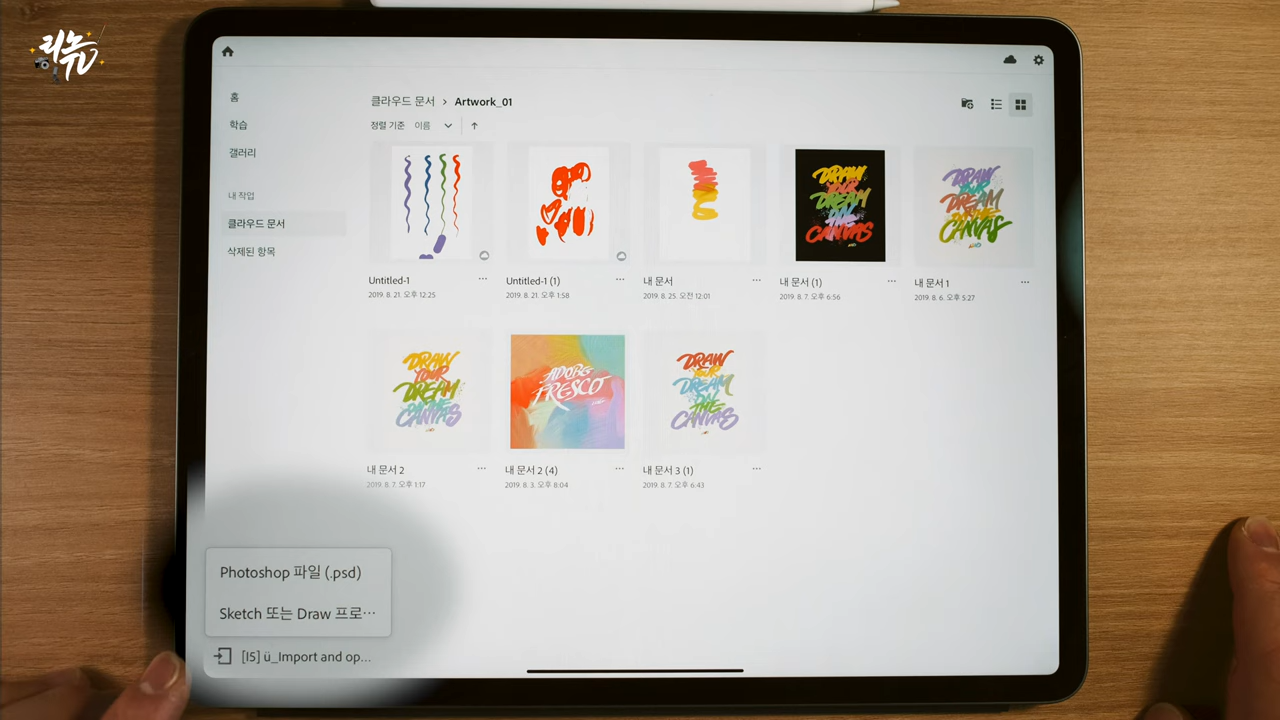 리뉴
TV
홈
학습
갤러리
내 작업
클라우드 문서
삭제된 항목
클라우드 문서 > Artwork_01
정렬 기준 이름
Untitled-1
2019. 8. 21. 오후 12:25
Untitled-1 (1)
2019. 8. 21. 오후 1:58
내 문서
2019. 8. 25. 오전 12:01
DRAW
YOUR
DREAM
ON THE
CANVAS
내 문서 (1)
2019. 8. 7. 오후 6:56
DRAW
YOUR
DREAM
ON THE
CANVAS
내 문서 1
2019. 8. 6. 오후 5:27
DRAW
YOUR
DREAM
ON THE
CANVAS
내 문서 2
2019. 8. 7. 오후 1:17
ADOBE
FRESCO
내 문서 2 (4)
2019. 8. 3. 오후 8:04
DRAW
YOUR
DREAM
ON THE
CANVAS
내 문서 3 (1)
2019. 8. 7. 오후 6:43
Photoshop 파일 (.psd)
Sketch 또는 Draw 프로···
[I5] ü_Import and op...